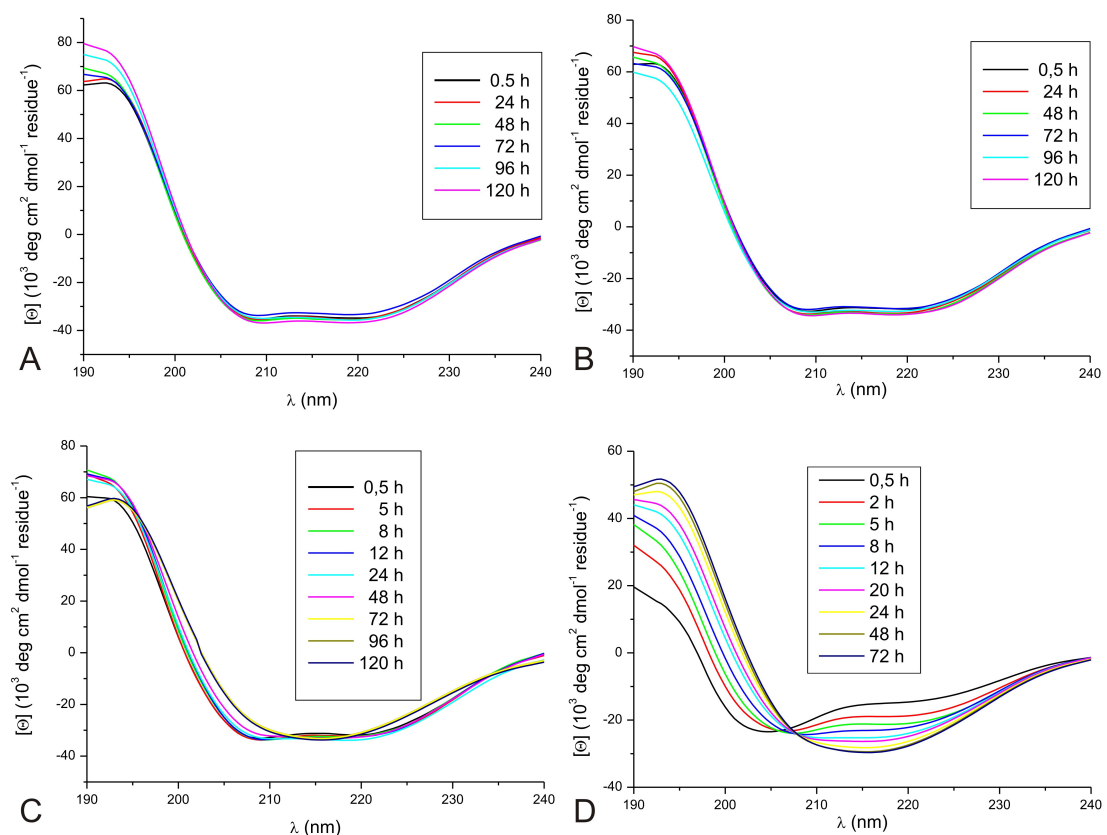 [Θ] (10³ deg cm² dmol⁻¹ residue⁻¹)
80
60
40
20
0
-20
-40
190 200 210 220 230 240
λ (nm)
0.5 h
24 h
48 h
72 h
96 h
120 h
A
[Θ] (10³ deg cm² dmol⁻¹ residue⁻¹)
80
60
40
20
0
-20
-40
190 200 210 220 230 240
λ (nm)
0,5 h
24 h
48 h
72 h
96 h
120 h
B
[Θ] (10³ deg cm² dmol⁻¹ residue⁻¹)
80
60
40
20
0
-20
-40
190 200 210 220 230 240
λ (nm)
0,5 h
5 h
8 h
12 h
24 h
48 h
72 h
96 h
120 h
C
[Θ] (10³ deg cm² dmol⁻¹ residue⁻¹)
60
40
20
0
-20
-40
190 200 210 220 230 240
λ (nm)
0,5 h
2 h
5 h
8 h
12 h
20 h
24 h
48 h
72 h
D